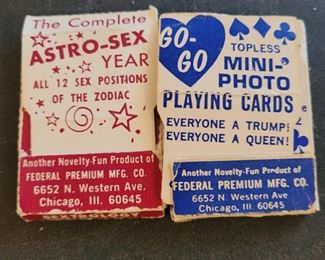 The Complete
ASTRO-SEX
YEAR
ALL 12 SEX POSITIONS
OF THE ZODIAC
Another Novelty-Fun Product of
FEDERAL PREMIUM MFG. CO.
6652 N. Western Ave.
Chicago, Ill. 60645
SEXTROLOGY
GO-
GO
TOPLESS
MINI-
PHOTO
PLAYING CARDS
EVERYONE A TRUMP!
EVERYONE A QUEEN!
Another Novelty-Fun Product of
FEDERAL PREMIUM MFG. CO.
6652 N. Western Ave.
Chicago, Ill. 60645